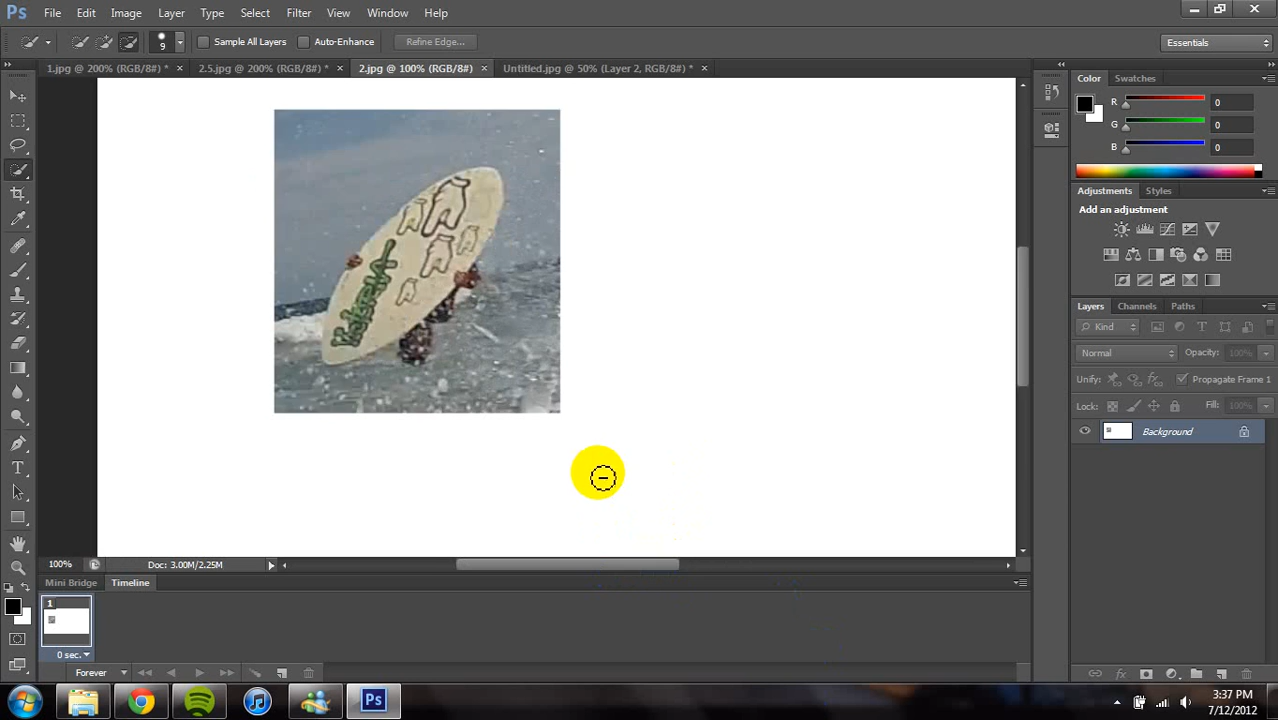 Ps File Edit Image Layer Type Select Filter View Window Help
9 Sample All Layers Auto-Enhance Refine Edge... Essentials
1.jpg @ 200% (RGB/8#) * × 2.5.jpg @ 200% (RGB/8#) * × 2.jpg @ 100% (RGB/8#) × Untitled.jpg @ 50% (Layer 2, RGB/8#) * ×
Color Swatches
R 0
G 0
B 0
Adjustments Styles
Add an adjustment
Layers Channels Paths
Kind
Normal Opacity: 100%
Unify: Propagate Frame 1
Lock: Fill: 100%
Background
100% Doc: 3.00M/2.25M
Mini Bridge Timeline
1
0 sec.
Forever
Ps
3:37 PM
7/12/2012